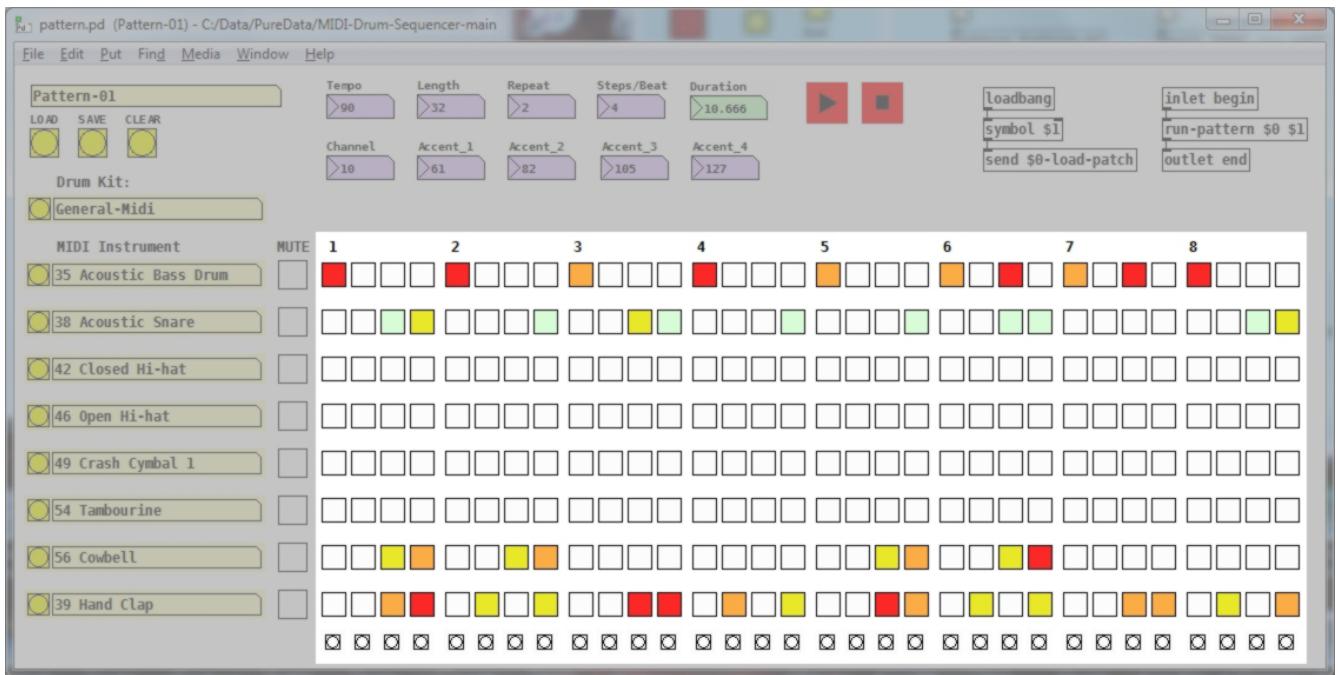 pattern.pd (Pattern-01) - C:/Data/PureData/MIDI-Drum-Sequencer-main
File Edit Put Find Media Window Help
Pattern-01
LOAD SAVE CLEAR
Drum Kit:
General-Midi
Tempo Length Repeat Steps/Beat Duration
90 32 2 4 10.666
Channel Accent_1 Accent_2 Accent_3 Accent_4
10 61 82 105 127
loadbang
symbol $1
send $0-load-patch
inlet begin
run-pattern $0 $1
outlet end
MIDI Instrument MUTE 1 2 3 4 5 6 7 8
35 Acoustic Bass Drum
38 Acoustic Snare
42 Closed Hi-hat
46 Open Hi-hat
49 Crash Cymbal 1
54 Tambourine
56 Cowbell
39 Hand Clap